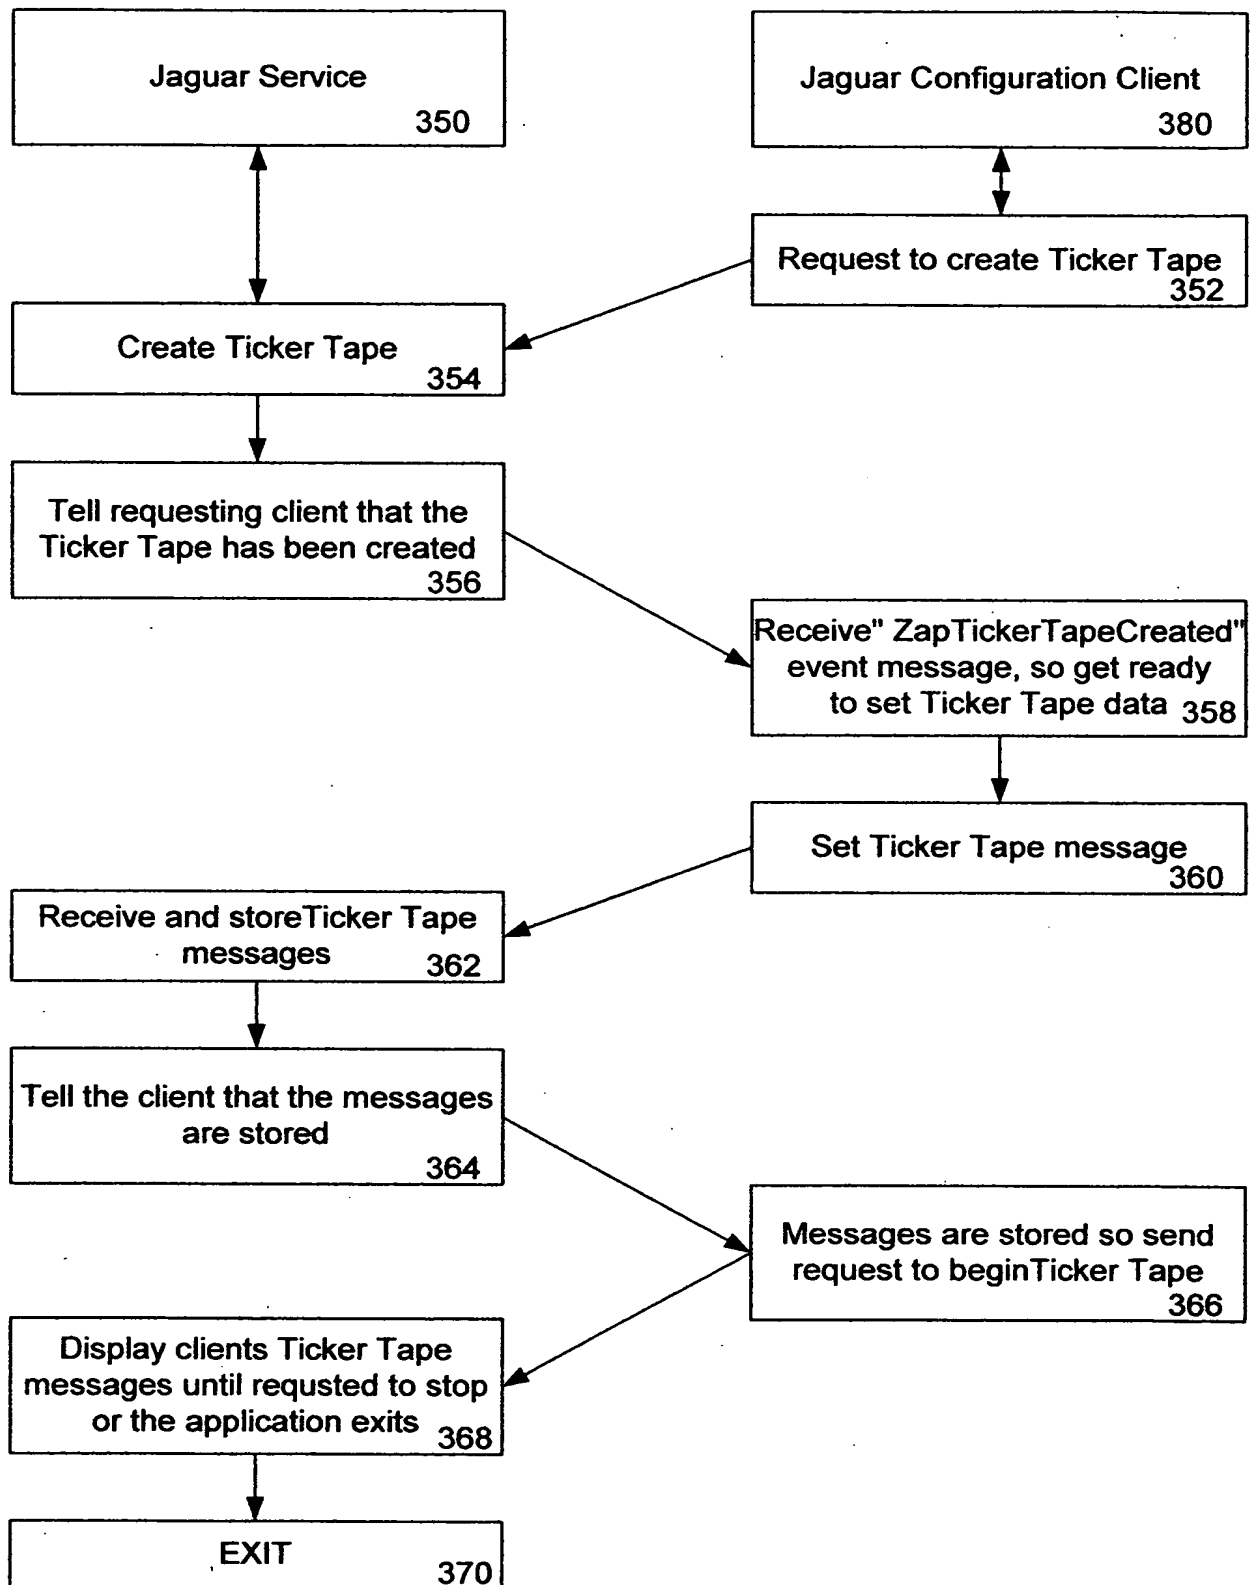 Jaguar Service
350
Jaguar Configuration Client
380
Request to create Ticker Tape
352
Create Ticker Tape
354
Tell requesting client that the
Ticker Tape has been created
356
Receive" ZapTickerTapeCreated"
event message, so get ready
to set Ticker Tape data 358
Set Ticker Tape message
360
Receive and storeTicker Tape
messages 362
Tell the client that the messages
are stored
364
Messages are stored so send
request to beginTicker Tape
366
Display clients Ticker Tape
messages until requsted to stop
or the application exits 368
EXIT
370